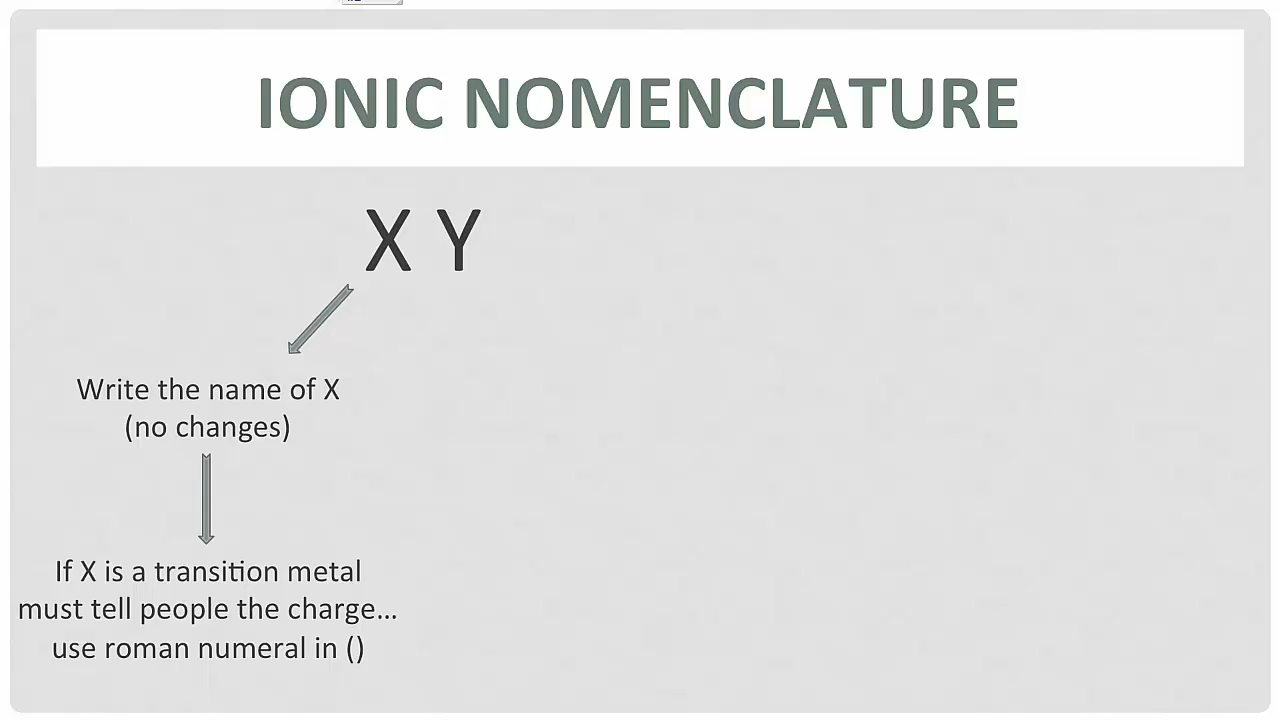 IONIC NOMENCLATURE
X Y
Write the name of X
(no changes)
If X is a transition metal
must tell people the charge…
use roman numeral in ()